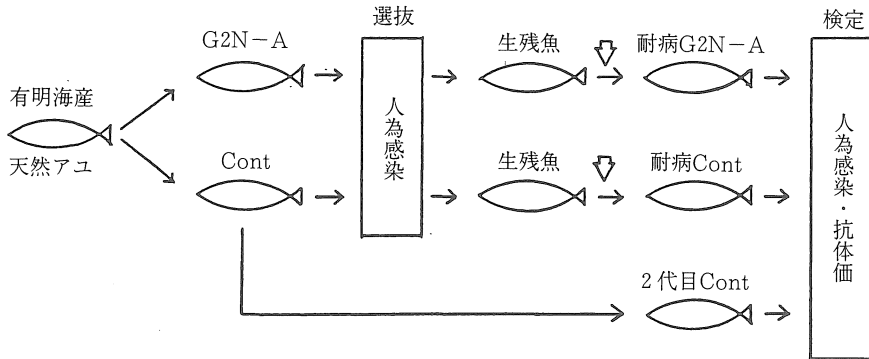 選抜
検定
G2N－A
生残魚
耐病G2N－A
有明海産
天然アユ
人為感染
Cont
生残魚
耐病Cont
人為感染・抗体価
２代目Cont